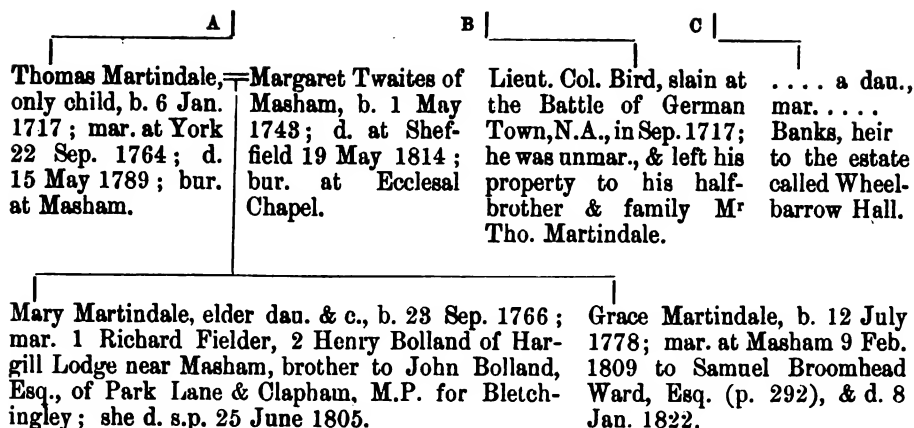 A
B
C
Thomas Martindale,
only child, b. 6 Jan.
1717 ; mar. at York
22 Sep. 1764 ; d.
15 May 1789 ; bur.
at Masham.
Margaret Twaites of
Masham, b. 1 May
1743 ; d. at Shef-
field 19 May 1814 ;
bur. at Ecclesal
Chapel.
Lieut. Col. Bird, slain at
the Battle of German
Town, N.A., in Sep. 1717;
he was unmar., & left his
property to his half-
brother & family Mr
Tho. Martindale.
. . . . a dau.,
mar. . . . .
Banks, heir
to the estate
called Wheel-
barrow Hall.
Mary Martindale, elder dau. & c., b. 23 Sep. 1766 ;
mar. 1 Richard Fielder, 2 Henry Bolland of Har-
gill Lodge near Masham, brother to John Bolland,
Esq., of Park Lane & Clapham, M.P. for Bletch-
ingley ; she d. s.p. 25 June 1805.
Grace Martindale, b. 12 July
1778; mar. at Masham 9 Feb.
1809 to Samuel Broomhead
Ward, Esq. (p. 292), & d. 8
Jan. 1822.